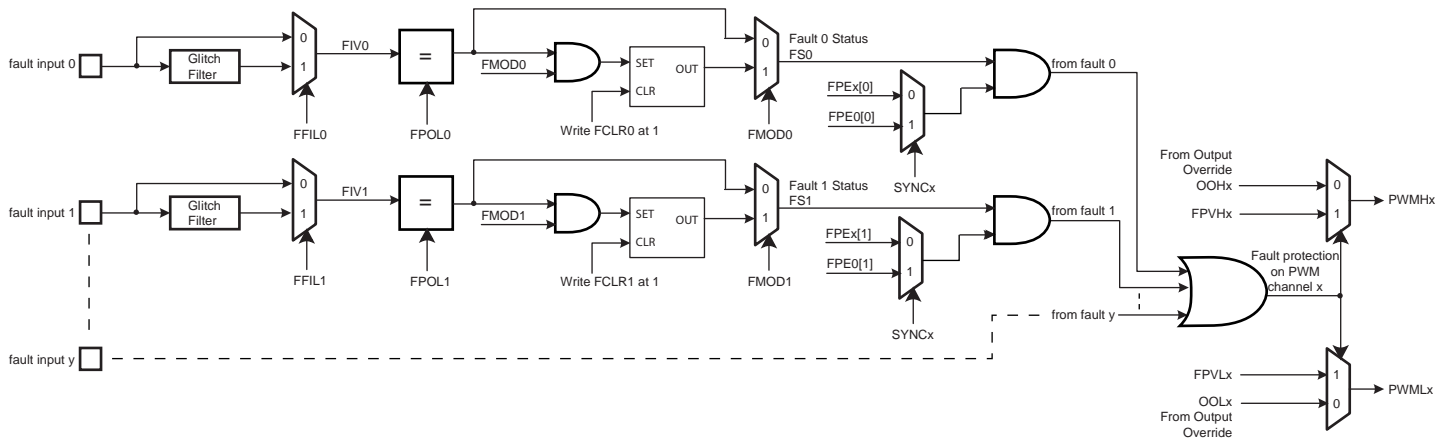 fault input 0
Glitch
Filter
0
1
FFIL0
FIV0
=
FPOL0
FMOD0
SET
OUT
CLR
Write FCLR0 at 1
0
1
FMOD0
Fault 0 Status
FS0
FPEx[0]
FPE0[0]
0
1
SYNCx
from fault 0
fault input 1
Glitch
Filter
0
1
FFIL1
FIV1
=
FPOL1
FMOD1
SET
OUT
CLR
Write FCLR1 at 1
0
1
FMOD1
Fault 1 Status
FS1
FPEx[1]
FPE0[1]
0
1
SYNCx
from fault 1
fault input y
from fault y
Fault protection
on PWM
channel x
From Output
Override
OOHx
FPVHx
0
1
PWMHx
FPVLx
OOLx
From Output
Override
1
0
PWMLx